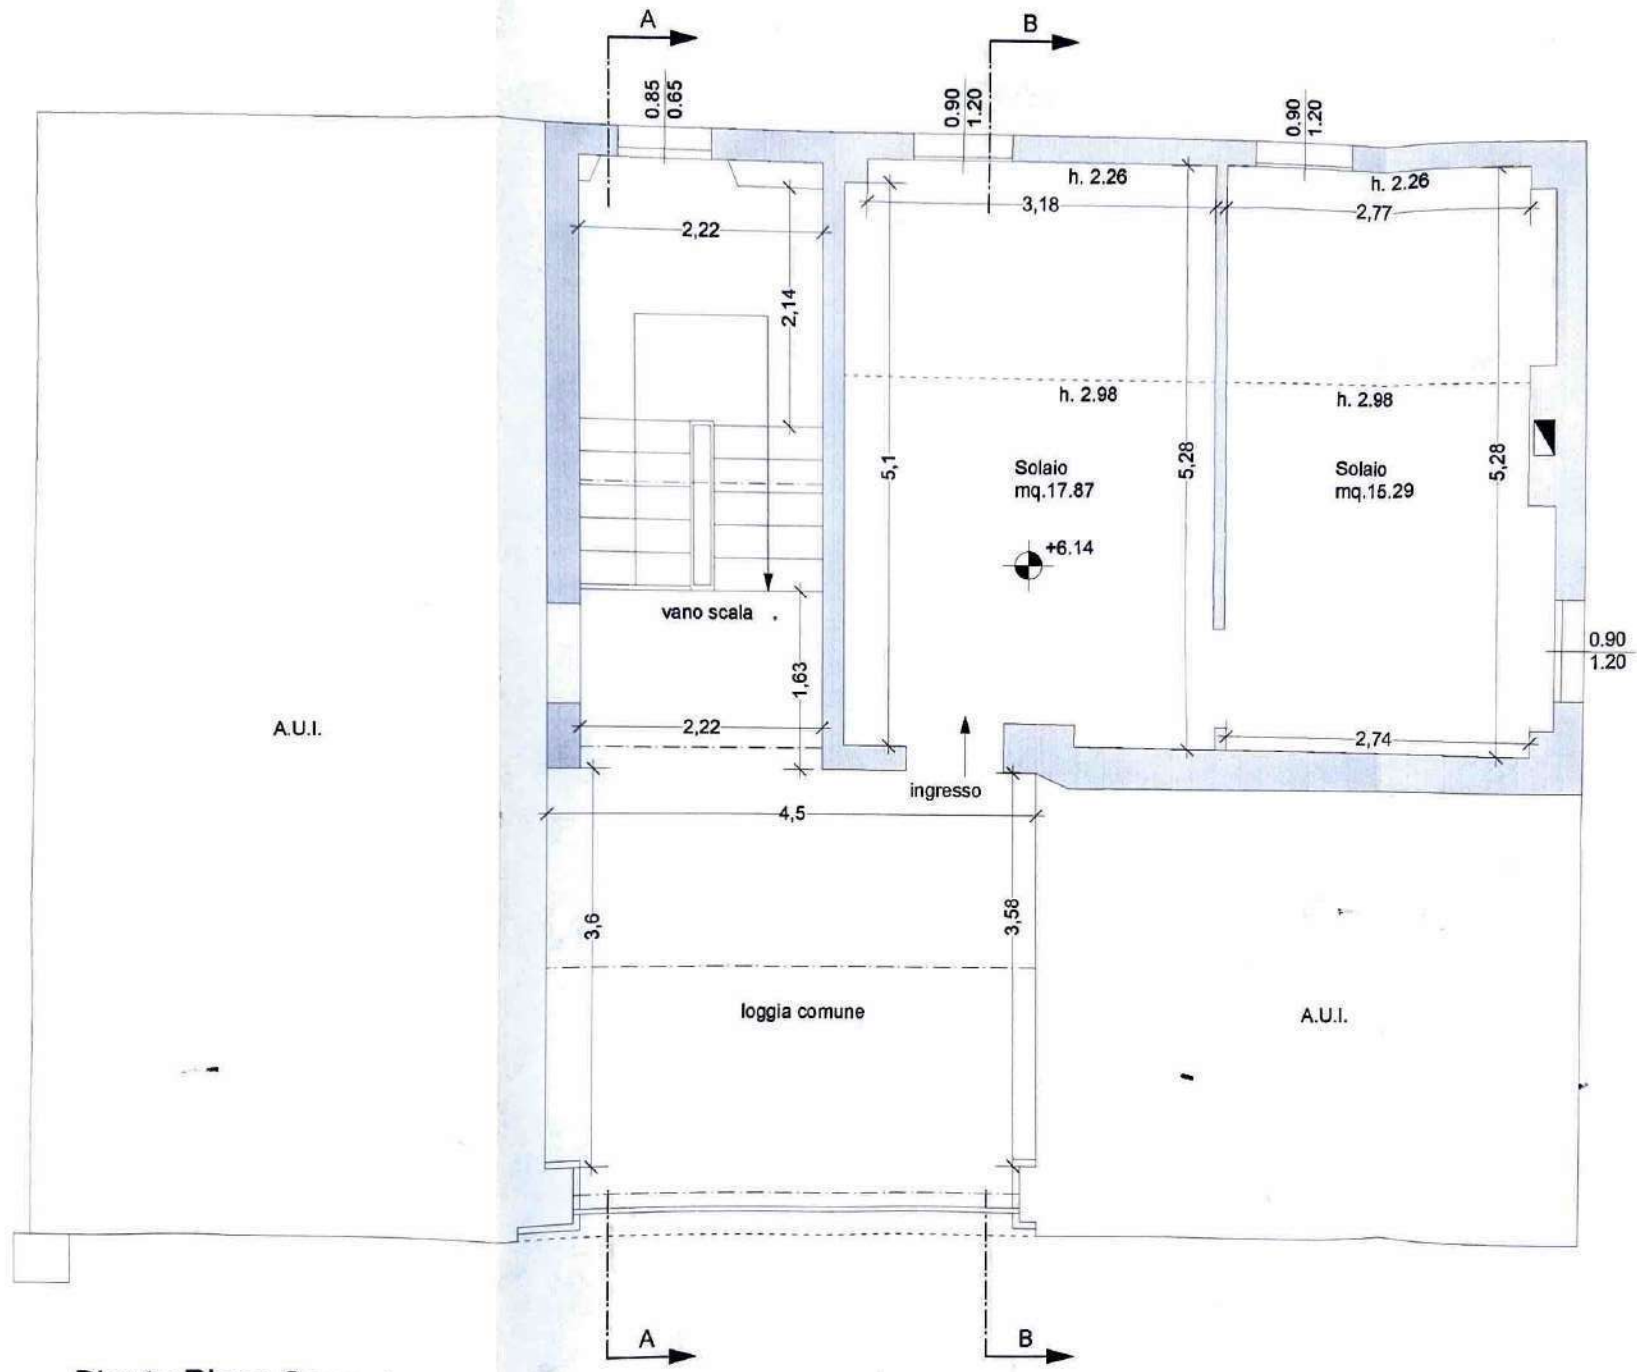 A
B
0.85
0.65
0.90
1.20
0.90
1.20
h. 2.26
h. 2.26
3,18
2,77
2,22
2,14
h. 2.98
h. 2.98
5,1
5,28
5,28
Solaio
mq.17.87
Solaio
mq.15.29
+6.14
vano scala
0.90
1.20
1,63
A.U.I.
2,22
2,74
ingresso
4,5
3,6
3,58
loggia comune
A.U.I.
A
B